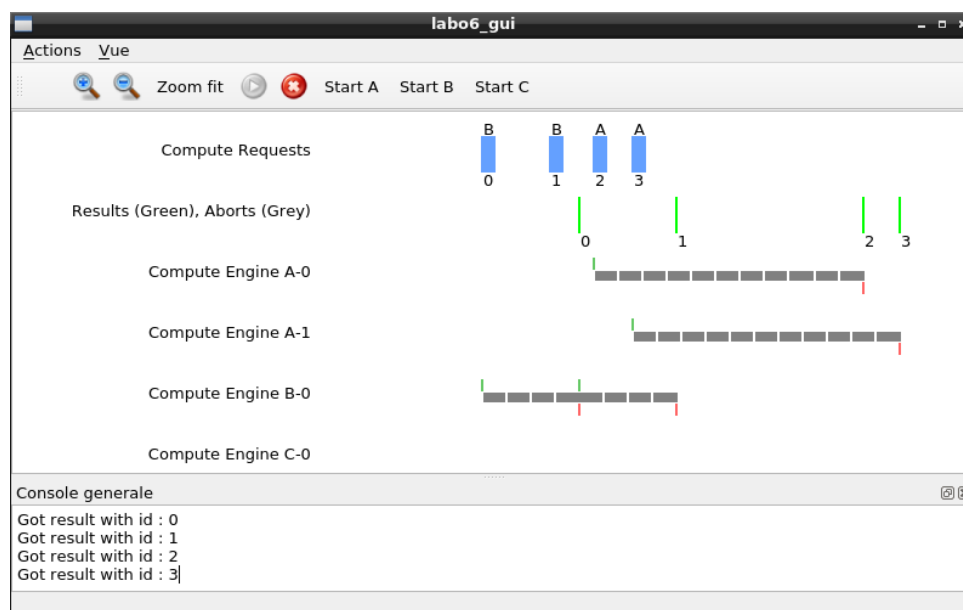 labo6_gui
Actions Vue
Zoom fit Start A Start B Start C
B B A A
Compute Requests
0 1 2 3
Results (Green), Aborts (Grey)
0 1 2 3
Compute Engine A-0
Compute Engine A-1
Compute Engine B-0
Compute Engine C-0
Console generale
Got result with id : 0
Got result with id : 1
Got result with id : 2
Got result with id : 3